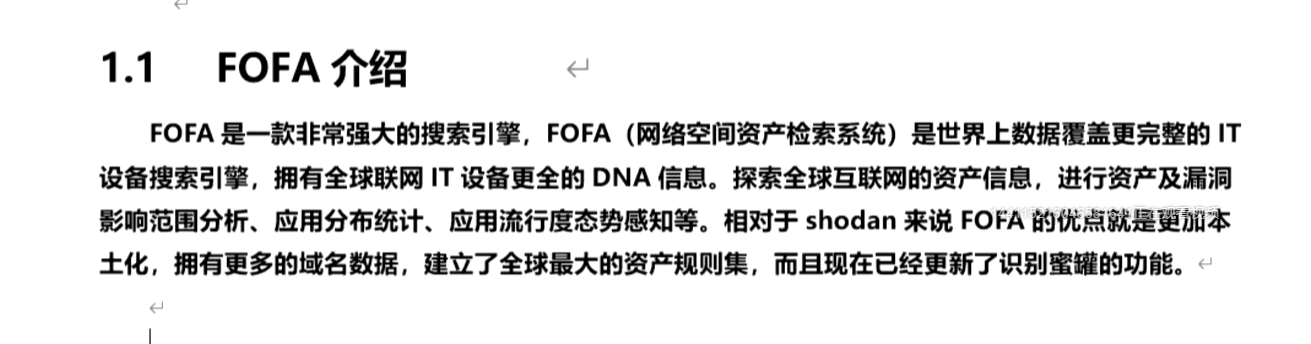 1.1 FOFA 介绍
FOFA 是一款非常强大的搜索引擎，FOFA（网络空间资产检索系统）是世界上数据覆盖更完整的 IT
设备搜索引擎，拥有全球联网 IT 设备更全的 DNA 信息。探索全球互联网的资产信息，进行资产及漏洞
影响范围分析、应用分布统计、应用流行度态势感知等。相对于 shodan 来说 FOFA 的优点就是更加本
土化，拥有更多的域名数据，建立了全球最大的资产规则集，而且现在已经更新了识别蜜罐的功能。
正在观看视频